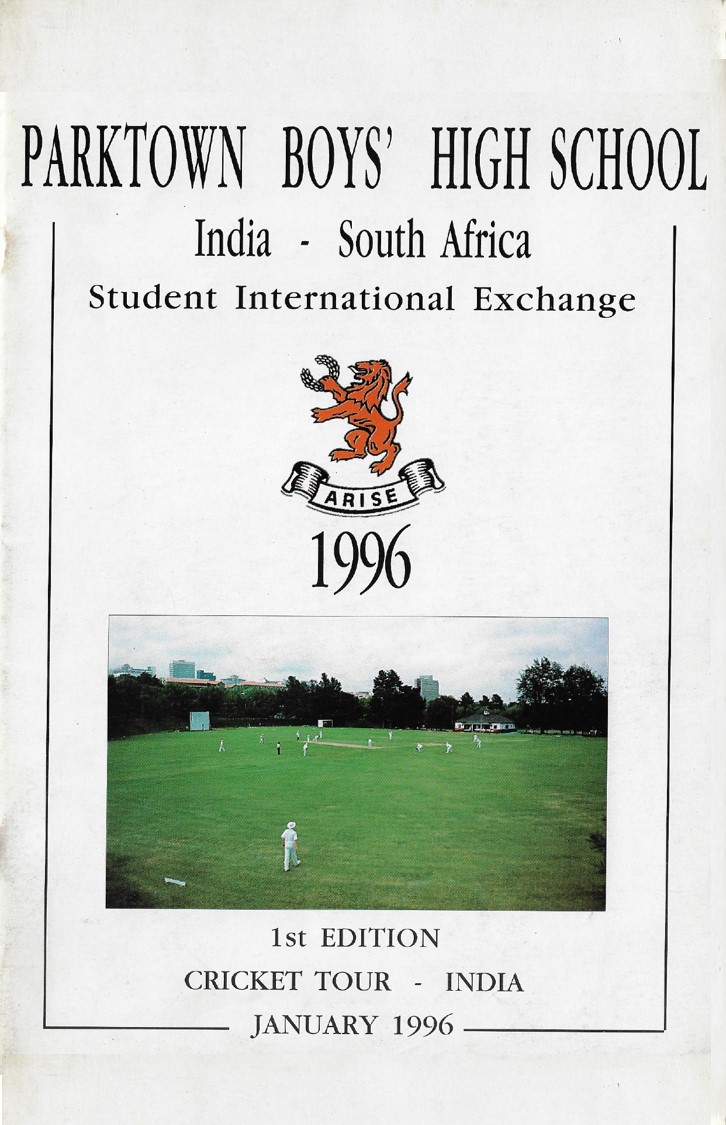 PARKTOWN BOYS' HIGH SCHOOL
India - South Africa
Student International Exchange
ARISE
1996
1st EDITION
CRICKET TOUR - INDIA
JANUARY 1996